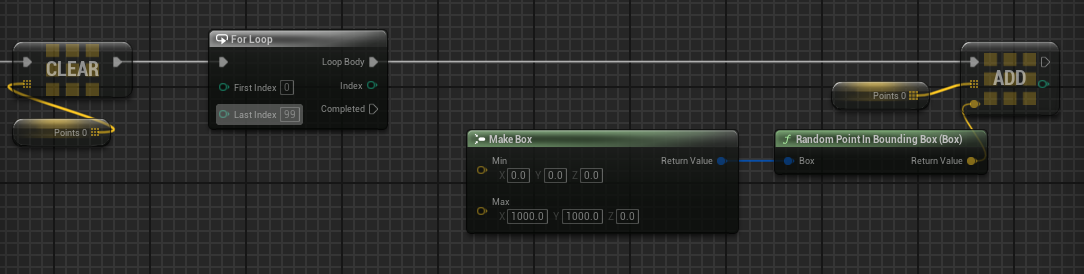 CLEAR
Points 0
For Loop
Loop Body
First Index 0
Index
Last Index 99
Completed
Make Box
Min
Return Value
X 0.0 Y 0.0 Z 0.0
Max
X 1000.0 Y 1000.0 Z 0.0
Random Point In Bounding Box (Box)
Box Return Value
Points 0
ADD